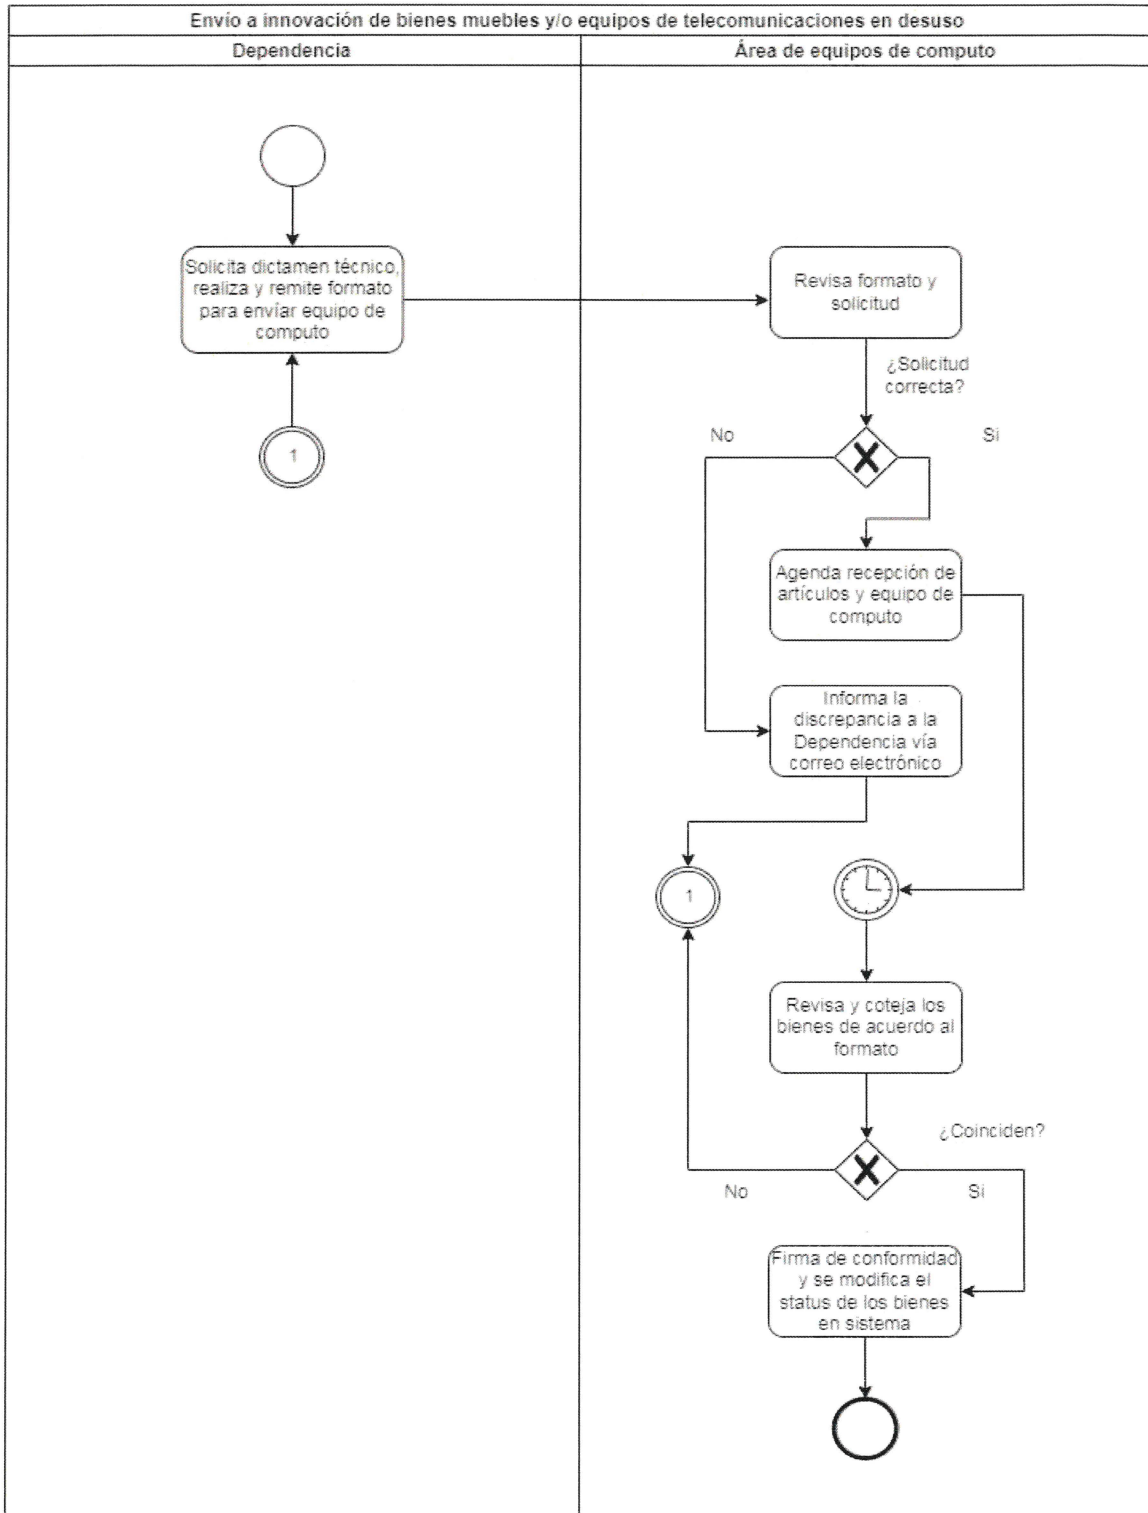 Envío a innovación de bienes muebles y/o equipos de telecomunicaciones en desuso
Dependencia
Área de equipos de computo
Solicita dictamen técnico,
realiza y remite formato
para envíar equipo de
computo
1
Revisa formato y
solicitud
¿Solicitud
correcta?
No
Si
Agenda recepción de
artículos y equipo de
computo
Informa la
discrepancia a la
Dependencia vía
correo electrónico
1
Revisa y coteja los
bienes de acuerdo al
formato
¿Coinciden?
No
Si
Firma de conformidad
y se modifica el
status de los bienes
en sistema